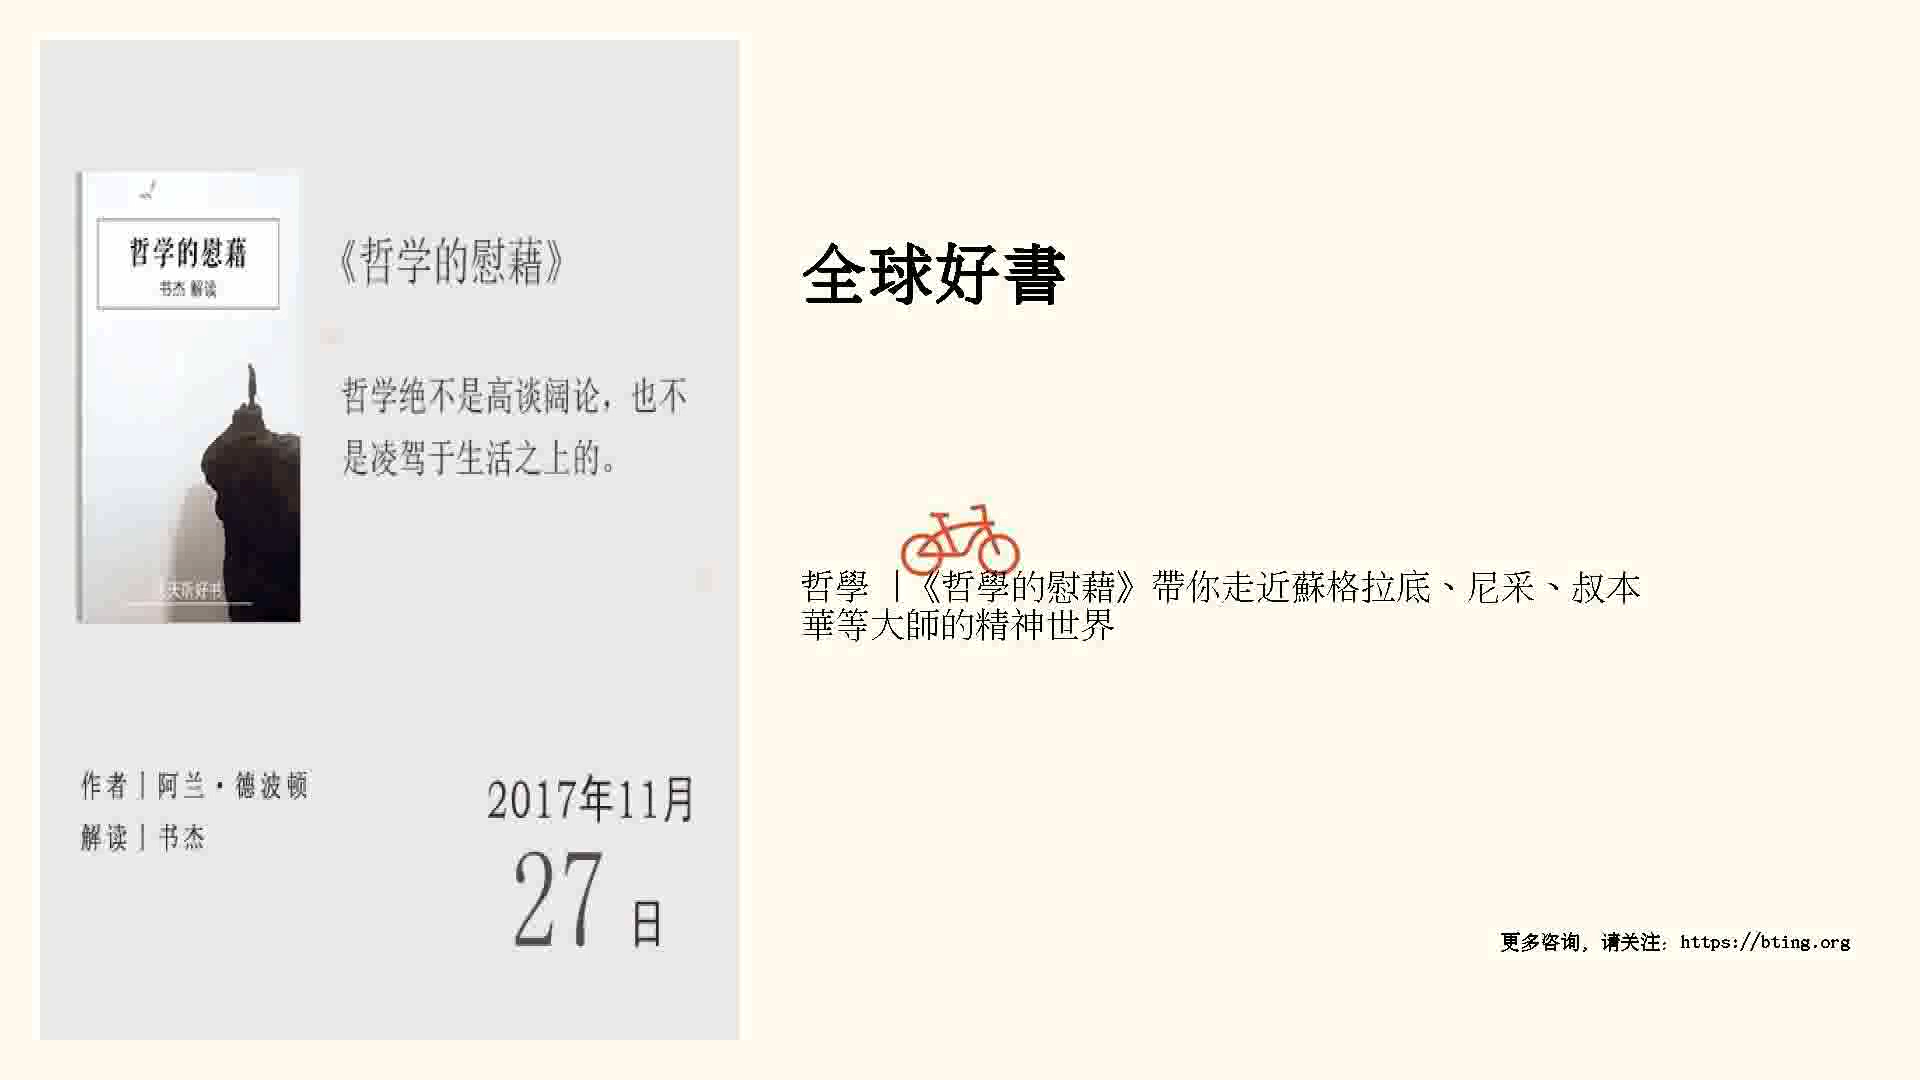 哲学的慰藉
书杰 解读
天听好书
《哲学的慰藉》
哲学绝不是高谈阔论，也不
是凌驾于生活之上的。
作者丨阿兰·德波顿
解读丨书杰
2017年11月
27 日
全球好書
哲學 ｜《哲學的慰藉》帶你走近蘇格拉底、尼采、叔本
華等大師的精神世界
更多咨询, 请关注: https://bting.org